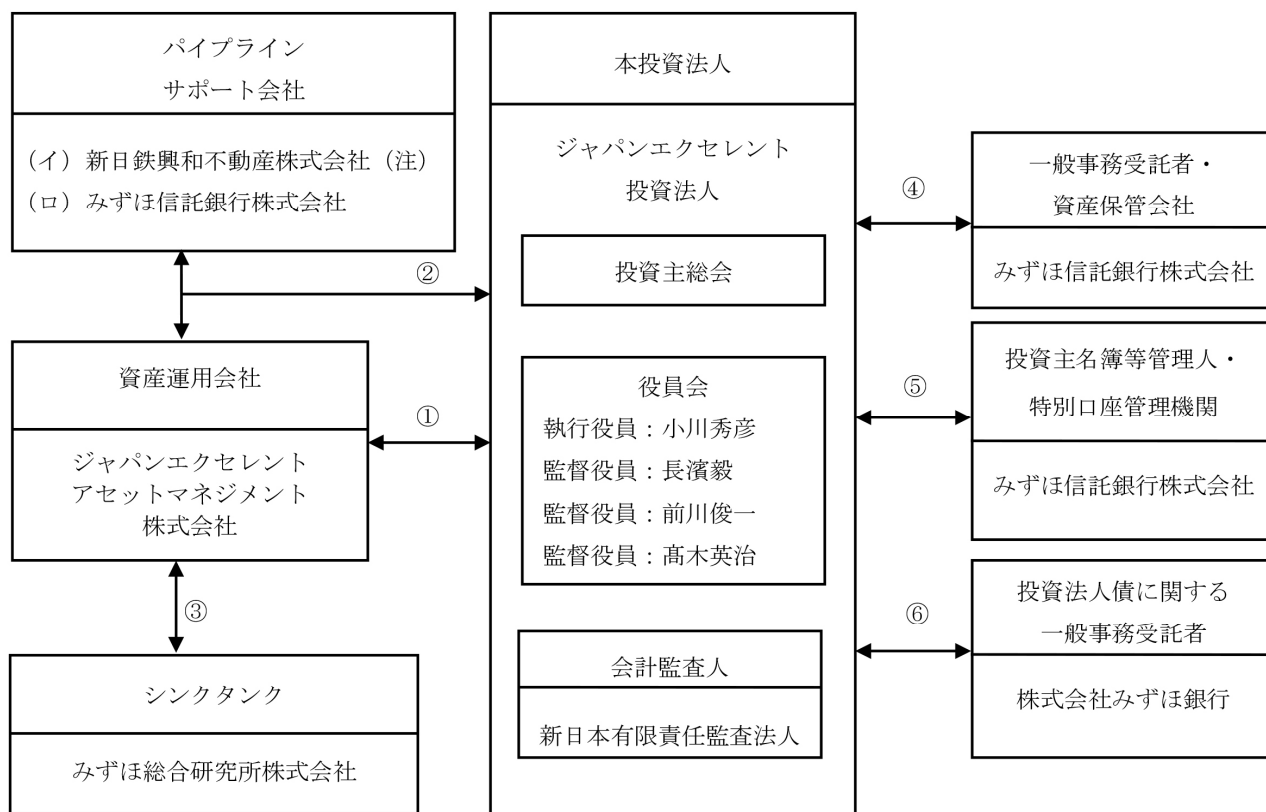 パイプライン
サポート会社
(イ) 新日鉄興和不動産株式会社 (注)
(ロ) みずほ信託銀行株式会社
②
資産運用会社
ジャパンエクセレント
アセットマネジメント
株式会社
①
③
シンクタンク
みずほ総合研究所株式会社
本投資法人
ジャパンエクセレント
投資法人
投資主総会
役員会
執行役員：小川秀彦
監督役員：長濱毅
監督役員：前川俊一
監督役員：髙木英治
会計監査人
新日本有限責任監査法人
④
一般事務受託者・
資産保管会社
みずほ信託銀行株式会社
⑤
投資主名簿等管理人・
特別口座管理機関
みずほ信託銀行株式会社
⑥
投資法人債に関する
一般事務受託者
株式会社みずほ銀行